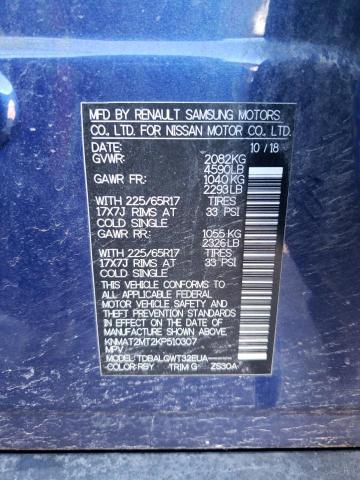 MFD BY RENAULT SAMSUNG MOTORS
CO., LTD. FOR NISSAN MOTOR CO., LTD.
10 / 18
GVWR: 2082KG
4590LB
GAWR FR: 1040 KG
2293LB
WITH 225/65R17 TIRES
17X7J RIMS AT 33 PSI
COLD SINGLE
GAWR RR: 1055 KG
2326LB
WITH 225/65R17 TIRES
17X7J RIMS AT 33 PSI
COLD SINGLE
THIS VEHICLE CONFORMS TO
ALL APPLICABLE FEDERAL
MOTOR VEHICLE SAFETY AND
THEFT PREVENTION STANDARDS
IN EFFECT ON THE DATE OF
MANUFACTURE SHOWN ABOVE.
KNMAT2MT2KP510307
MPV
MODEL: TDBALGWT32EUA-----
COLOR: RBY TRIM: G ZS30A